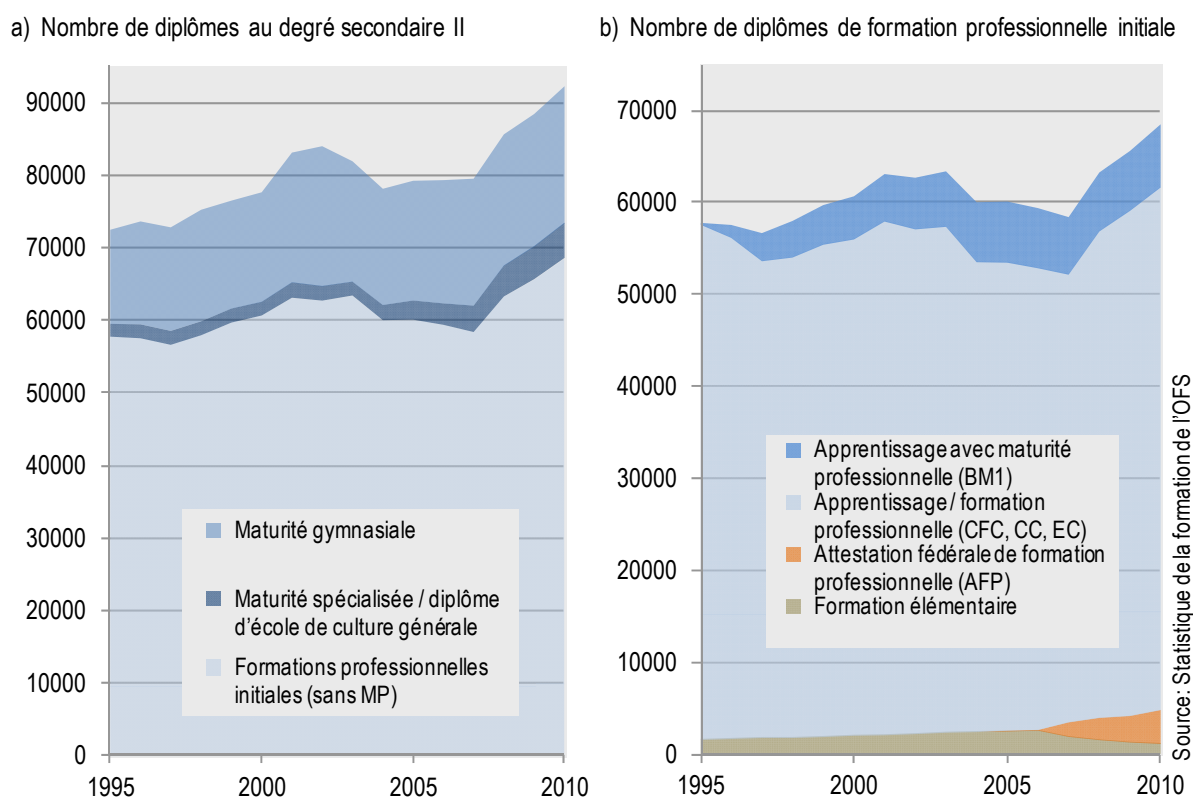 a) Nombre de diplômes au degré secondaire II
90000
80000
70000
60000
50000
40000
30000
20000
10000
0
1995
2000
2005
2010
Maturité gymnasiale
Maturité spécialisée / diplôme
d'école de culture générale
Formations professionnelles
initiales (sans MP)
b) Nombre de diplômes de formation professionnelle initiale
70000
60000
50000
40000
30000
20000
10000
0
1995
2000
2005
2010
Apprentissage avec maturité
professionnelle (BM1)
Apprentissage / formation
professionnelle (CFC, CC, EC)
Attestation fédérale de formation
professionnelle (AFP)
Formation élémentaire
Source: Statistique de la formation de l'OFS